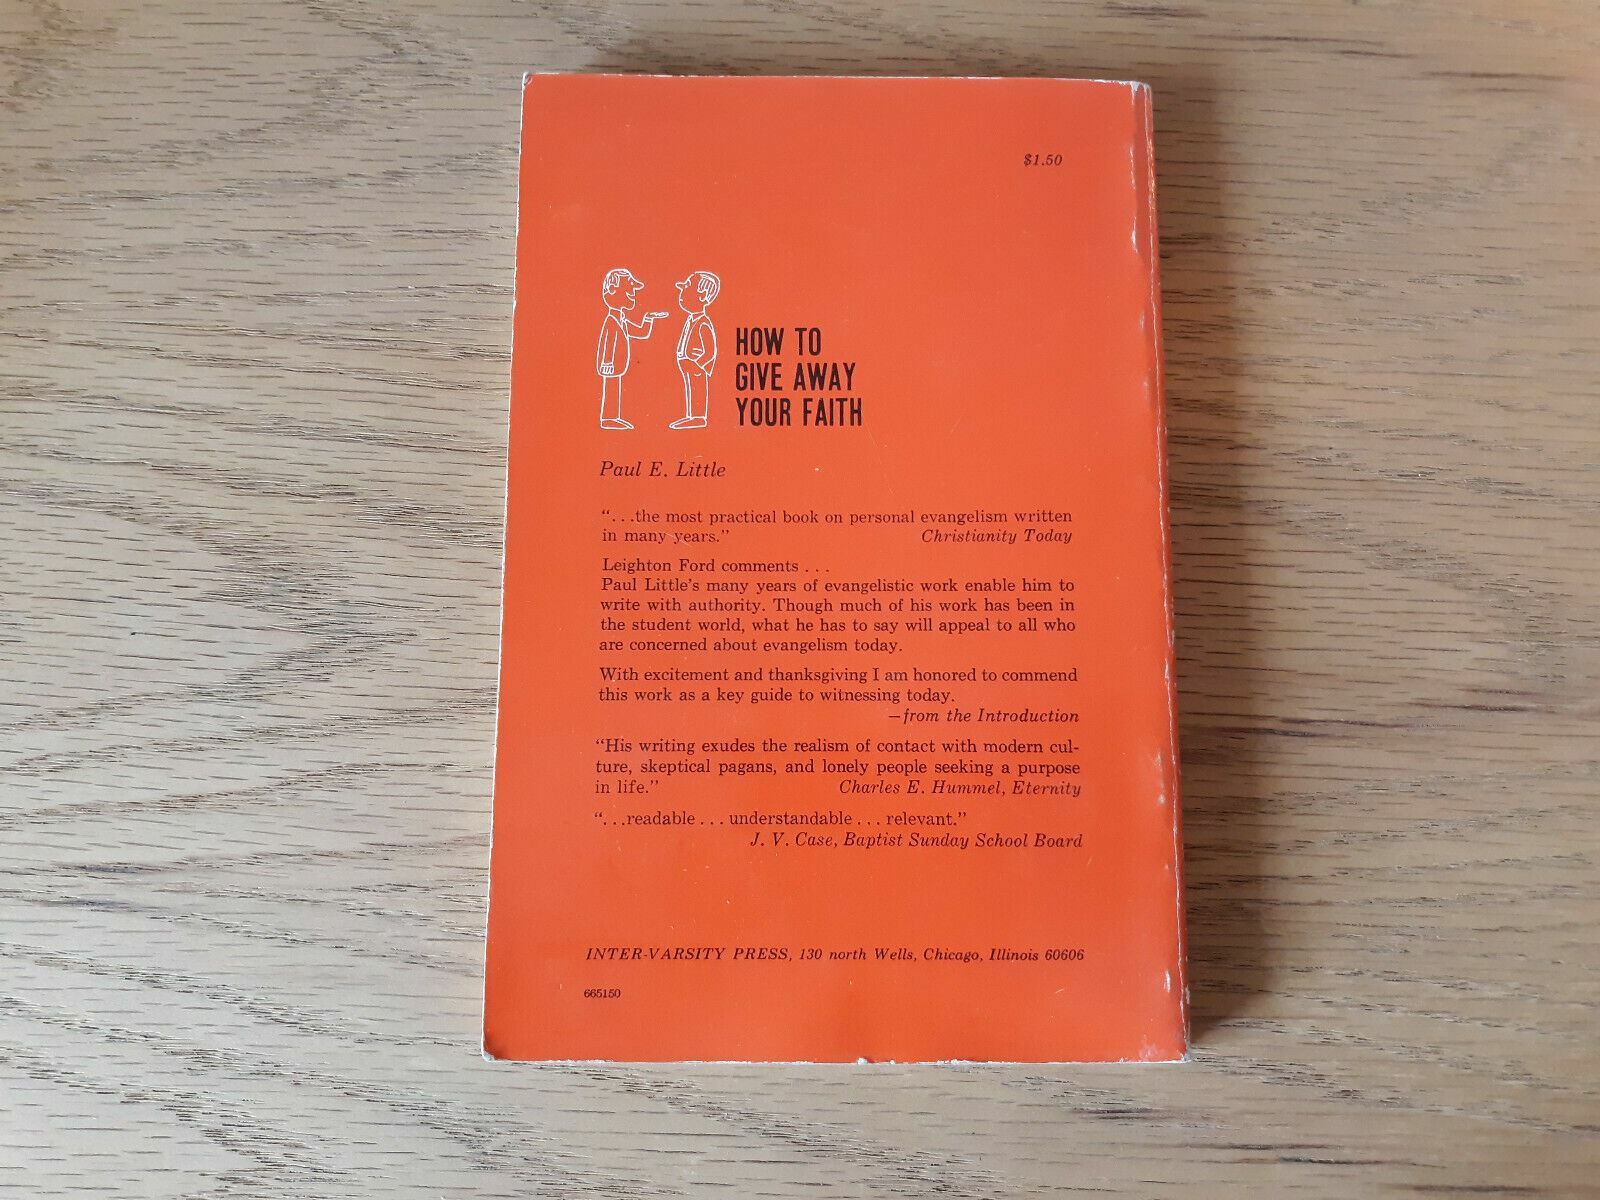 $1.50
HOW TO
GIVE AWAY
YOUR FAITH
Paul E. Little
“...the most practical book on personal evangelism written
in many years.” Christianity Today
Leighton Ford comments . . .
Paul Little’s many years of evangelistic work enable him to
write with authority. Though much of his work has been in
the student world, what he has to say will appeal to all who
are concerned about evangelism today.
With excitement and thanksgiving I am honored to commend
this work as a key guide to witnessing today.
—from the Introduction
“His writing exudes the realism of contact with modern cul-
ture, skeptical pagans, and lonely people seeking a purpose
in life.” Charles E. Hummel, Eternity
“. . .readable . . . understandable . . . relevant.”
J. V. Case, Baptist Sunday School Board
INTER-VARSITY PRESS, 130 north Wells, Chicago, Illinois 60606
665150